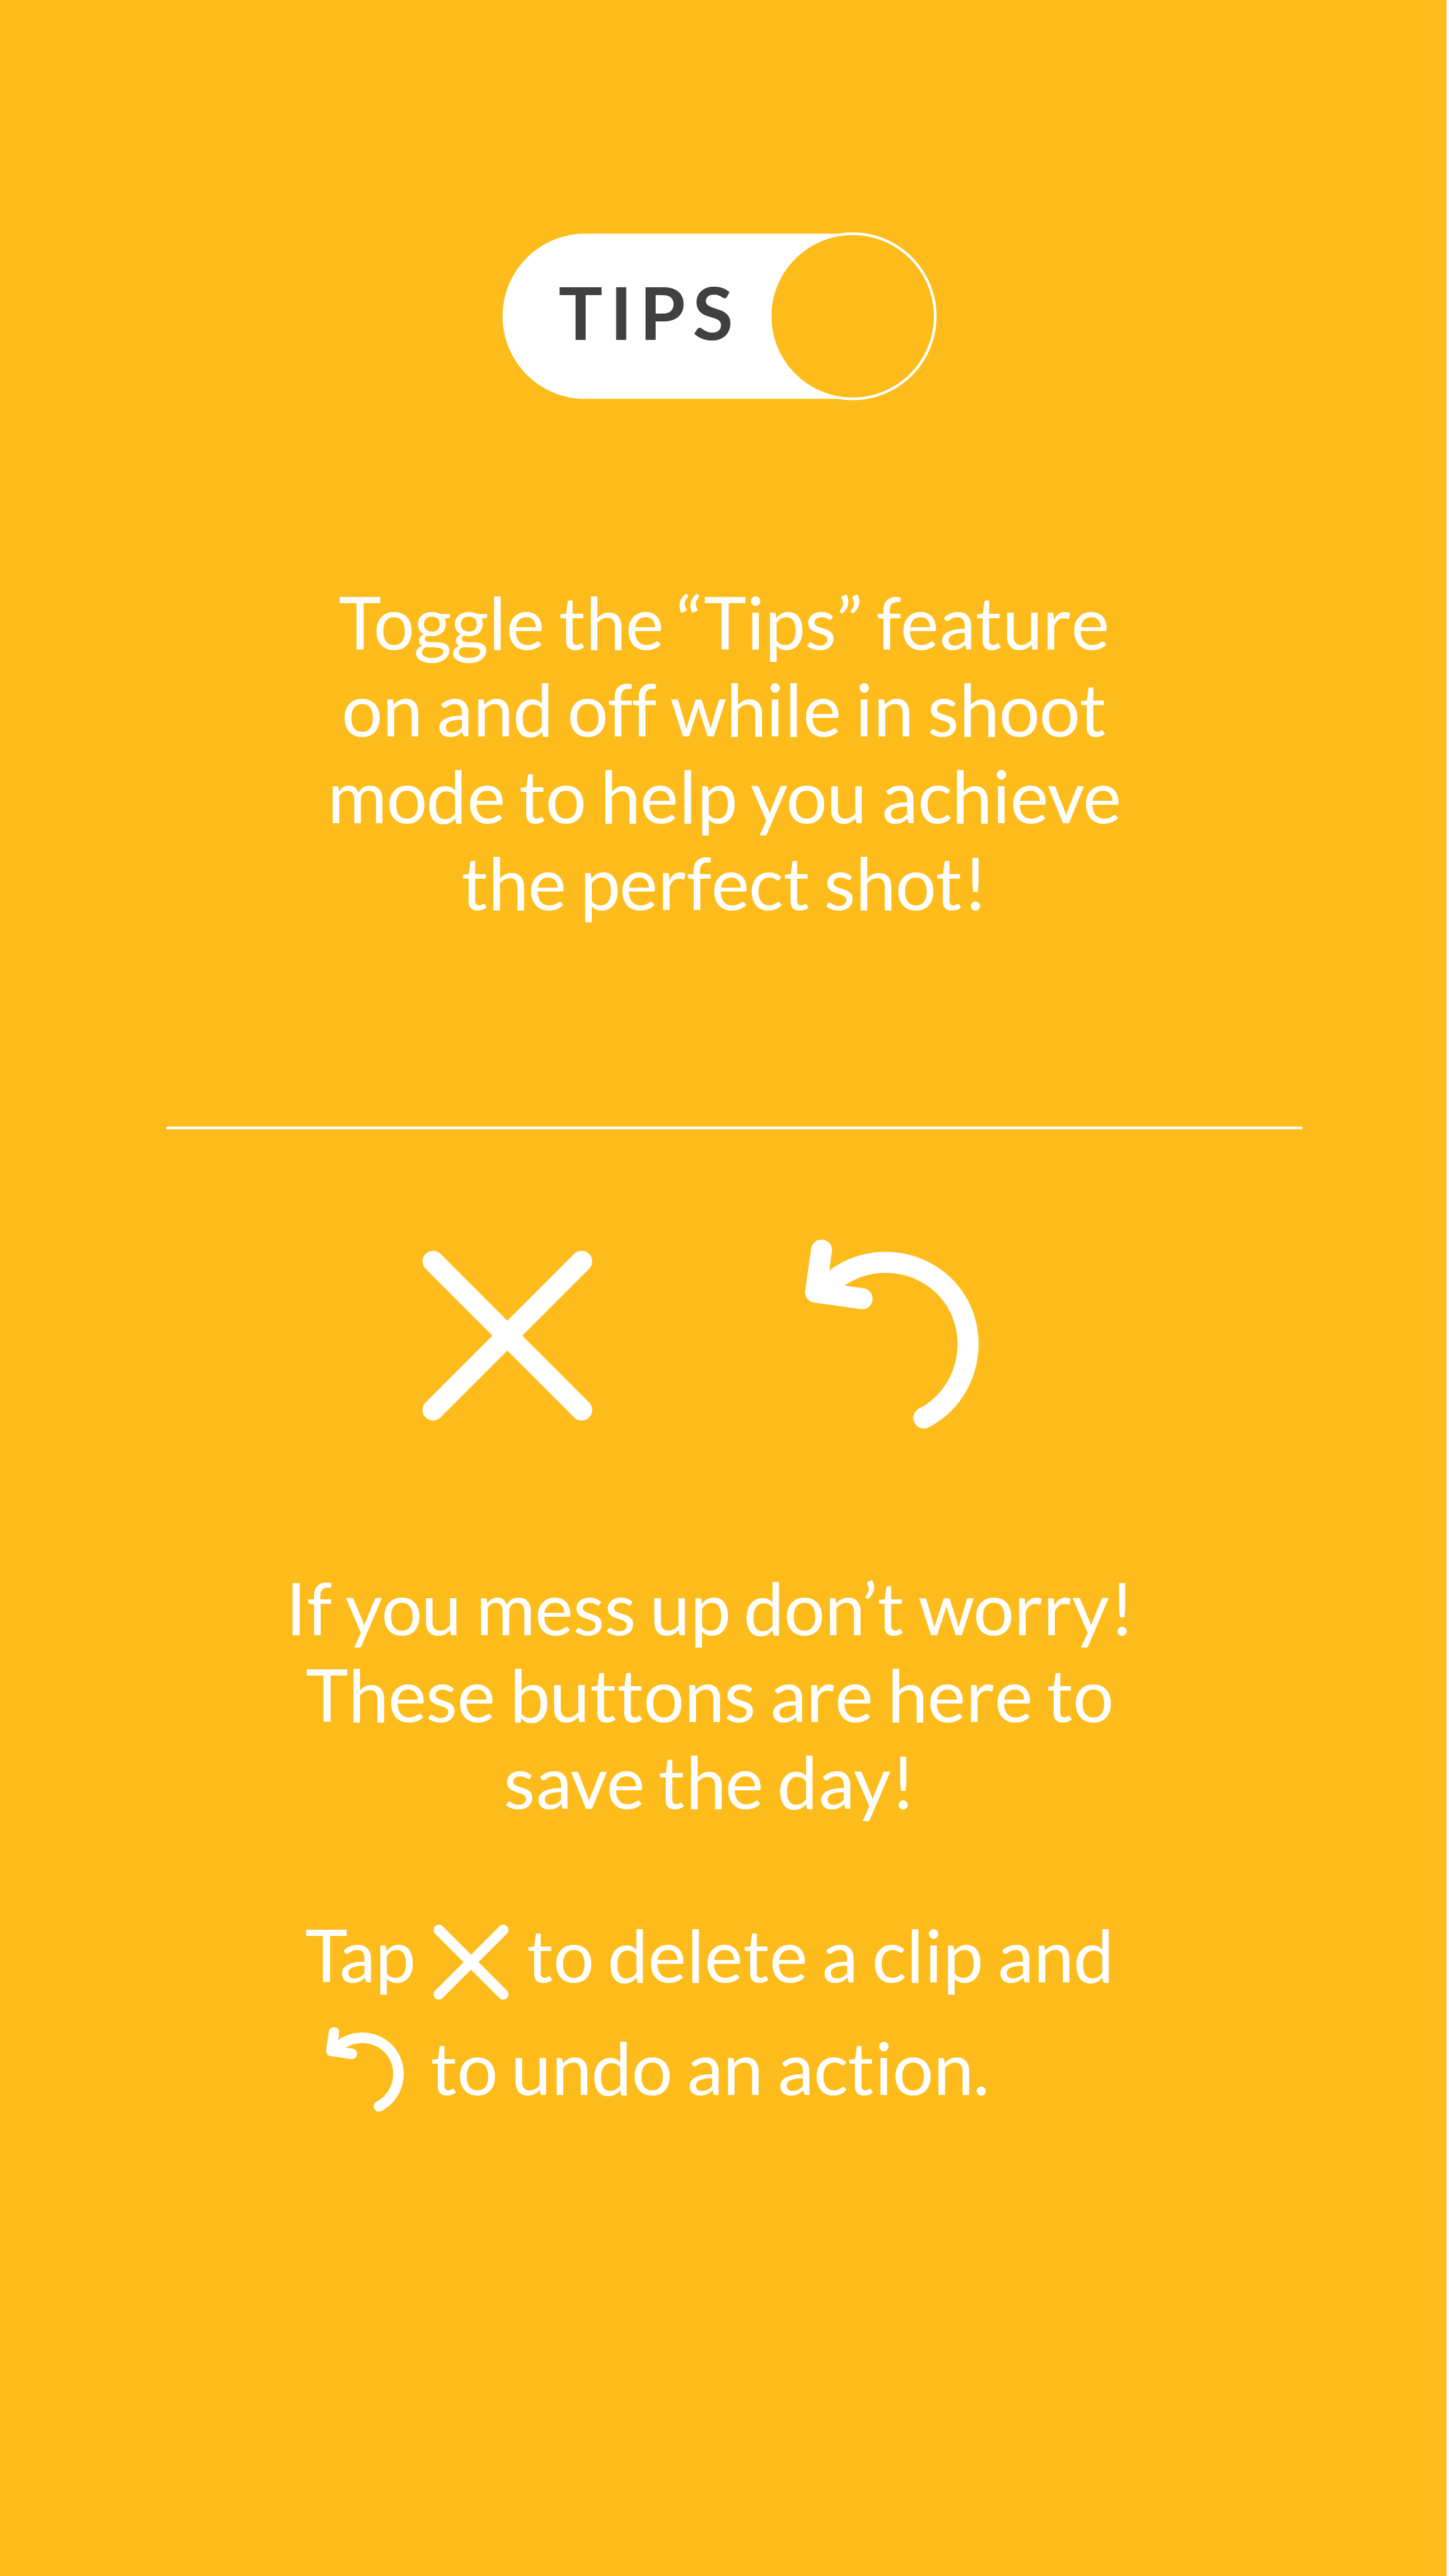 TIPS
Toggle the “Tips” feature
on and off while in shoot
mode to help you achieve
the perfect shot!
If you mess up don’t worry!
These buttons are here to
save the day!
Tap to delete a clip and
to undo an action.